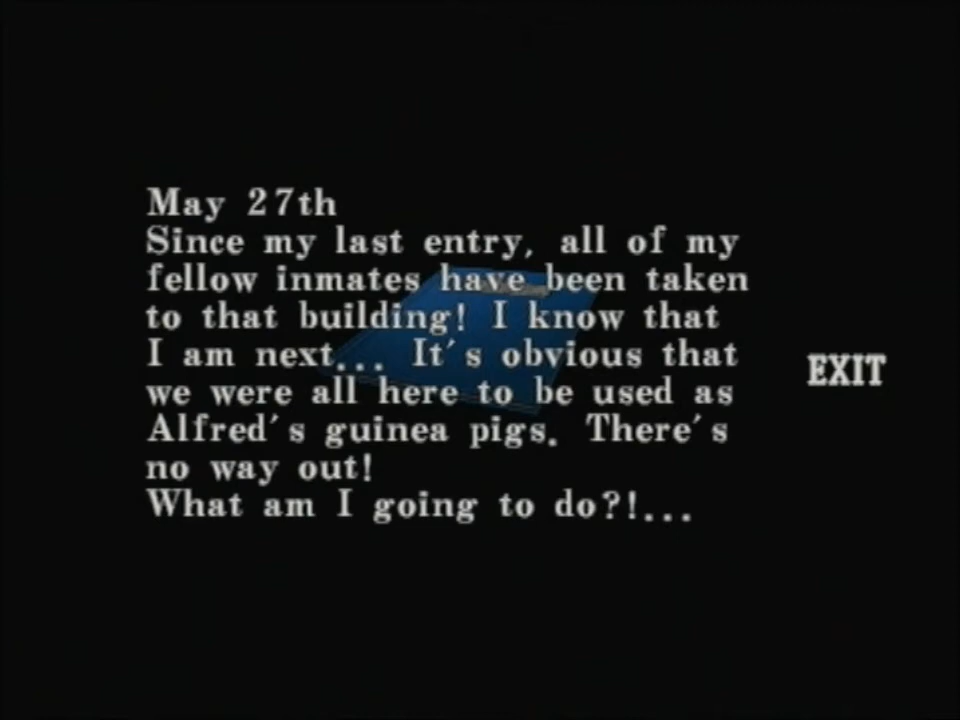 May 27th
Since my last entry, all of my
fellow inmates have been taken
to that building! I know that
I am next... It's obvious that
we were all here to be used as
Alfred's guinea pigs. There's
no way out!
What am I going to do?!...
EXIT